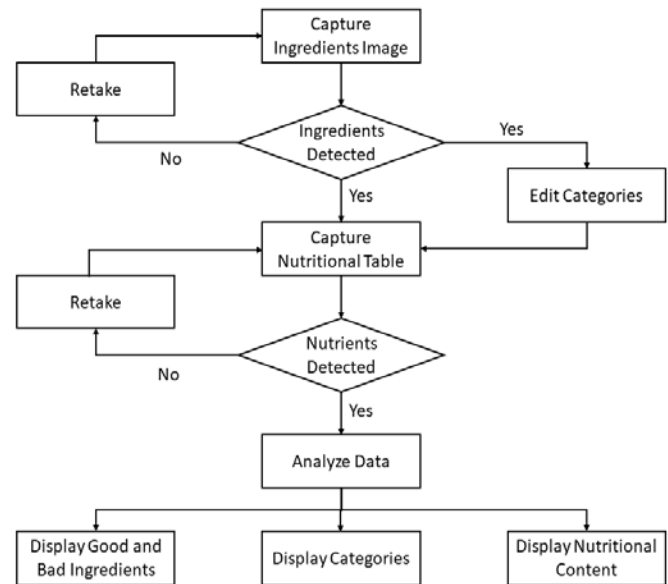 Capture
Ingredients Image
Retake
Ingredients
Detected
Yes
No
Yes
Edit Categories
Capture
Nutritional Table
Retake
Nutrients
Detected
No
Yes
Analyze Data
Display Good and
Bad Ingredients
Display Categories
Display Nutritional
Content